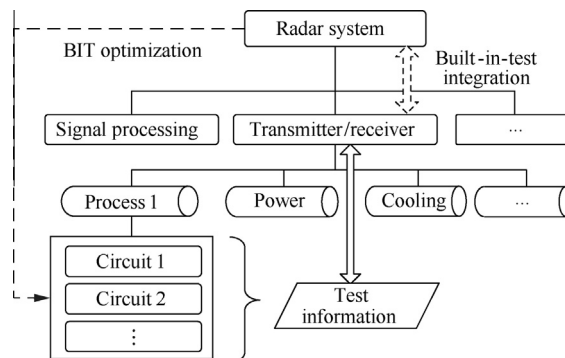 Radar system
BIT optimization
Built-in-test
integration
Signal processing
Transmitter/receiver
...
Process 1
Power
Cooling
...
Circuit 1
Circuit 2
⋮
Test
information